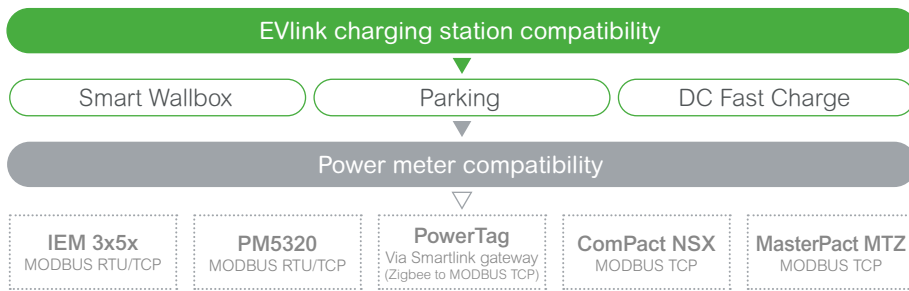 EVlink charging station compatibility
Smart Wallbox
Parking
DC Fast Charge
Power meter compatibility
IEM 3x5x
MODBUS RTU/TCP
PM5320
MODBUS RTU/TCP
PowerTag
Via Smartlink gateway
(Zigbee to MODBUS TCP)
ComPact NSX
MODBUS TCP
MasterPact MTZ
MODBUS TCP